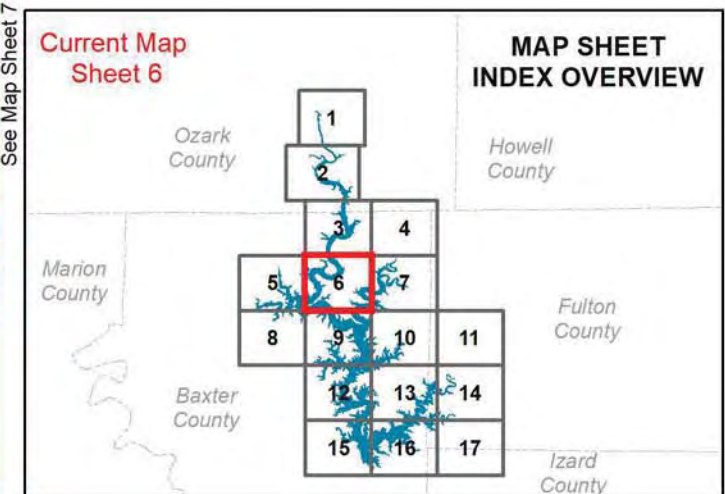 See Map Sheet 7
Current Map
Sheet 6
MAP SHEET
INDEX OVERVIEW
1
Ozark
County
Howell
County
2
3
4
Marion
County
5
6
7
Fulton
County
8
9
10
11
Baxter
County
12
13
14
15
16
17
Izard
County